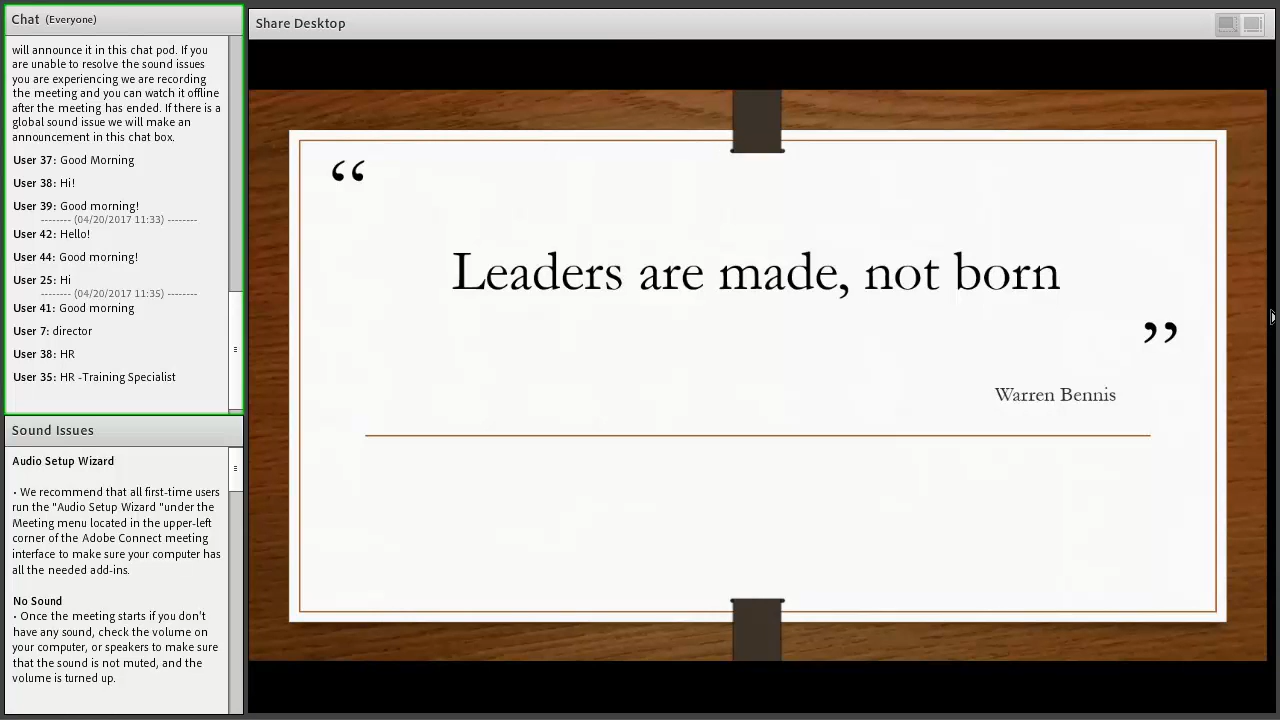 Chat (Everyone)
will announce it in this chat pod. If you
are unable to resolve the sound issues
you are experiencing we are recording
the meeting and you can watch it offline
after the meeting has ended. If there is a
global sound issue we will make an
announcement in this chat box.
User 37: Good Morning
User 38: Hi!
User 39: Good morning!
-------- (04/20/2017 11:33) --------
User 42: Hello!
User 44: Good morning!
User 25: Hi
-------- (04/20/2017 11:35) --------
User 41: Good morning
User 7: director
User 38: HR
User 35: HR -Training Specialist
Sound Issues
Audio Setup Wizard
• We recommend that all first-time users
run the "Audio Setup Wizard "under the
Meeting menu located in the upper-left
corner of the Adobe Connect meeting
interface to make sure your computer has
all the needed add-ins.
No Sound
• Once the meeting starts if you don't
have any sound, check the volume on
your computer, or speakers to make sure
that the sound is not muted, and the
volume is turned up.
Share Desktop
“
Leaders are made, not born
”
Warren Bennis